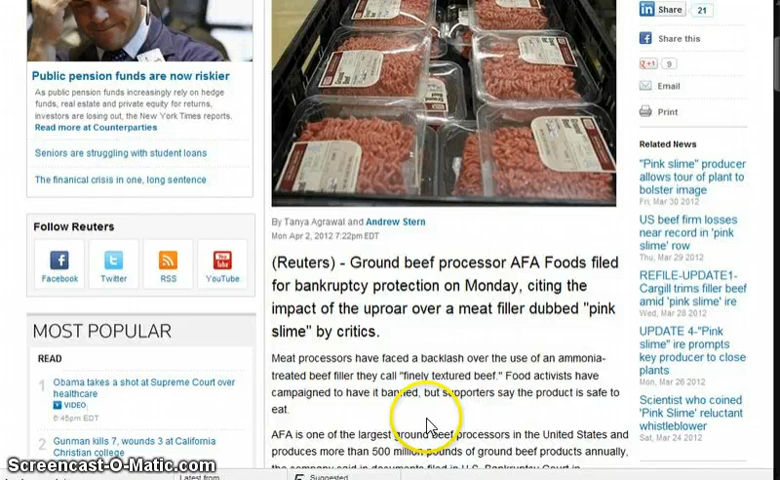 Public pension funds are now riskier
As public pension funds increasingly rely on hedge
funds, real estate and private equity for returns,
investors are losing out, the New York Times reports.
Read more at Counterparties
Seniors are struggling with student loans
The finanical crisis in one, long sentence
Follow Reuters
Facebook
Twitter
RSS
YouTube
MOST POPULAR
READ
1
Obama takes a shot at Supreme Court over
healthcare
VIDEO
6:45pm EDT
2
Gunman kills 7, wounds 3 at California
Christian college
By Tanya Agrawal and Andrew Stern
Mon Apr 2, 2012 7:22pm EDT
(Reuters) - Ground beef processor AFA Foods filed
for bankruptcy protection on Monday, citing the
impact of the uproar over a meat filler dubbed "pink
slime" by critics.
Meat processors have faced a backlash over the use of an ammonia-
treated beef filler they call "finely textured beef." Food activists have
campaigned to have it banned, but supporters say the product is safe to
eat.
AFA is one of the largest ground beef processors in the United States and
produces more than 500 million pounds of ground beef products annually,
the company said in documents filed in U.S. Bankruptcy Court in
Share
21
Share this
+1
9
Email
Print
Related News
"Pink slime" producer
allows tour of plant to
bolster image
Fri, Mar 30 2012
US beef firm losses
near record in 'pink
slime' row
Thu, Mar 29 2012
REFILE-UPDATE1-
Cargill trims filler beef
amid 'pink slime' ire
Wed, Mar 28 2012
UPDATE 4-"Pink
slime" ire prompts
key producer to close
plants
Mon, Mar 26 2012
Scientist who coined
'Pink Slime' reluctant
whistleblower
Sat, Mar 24 2012
Screencast-O-Matic.com
Latest from
5 Suggested